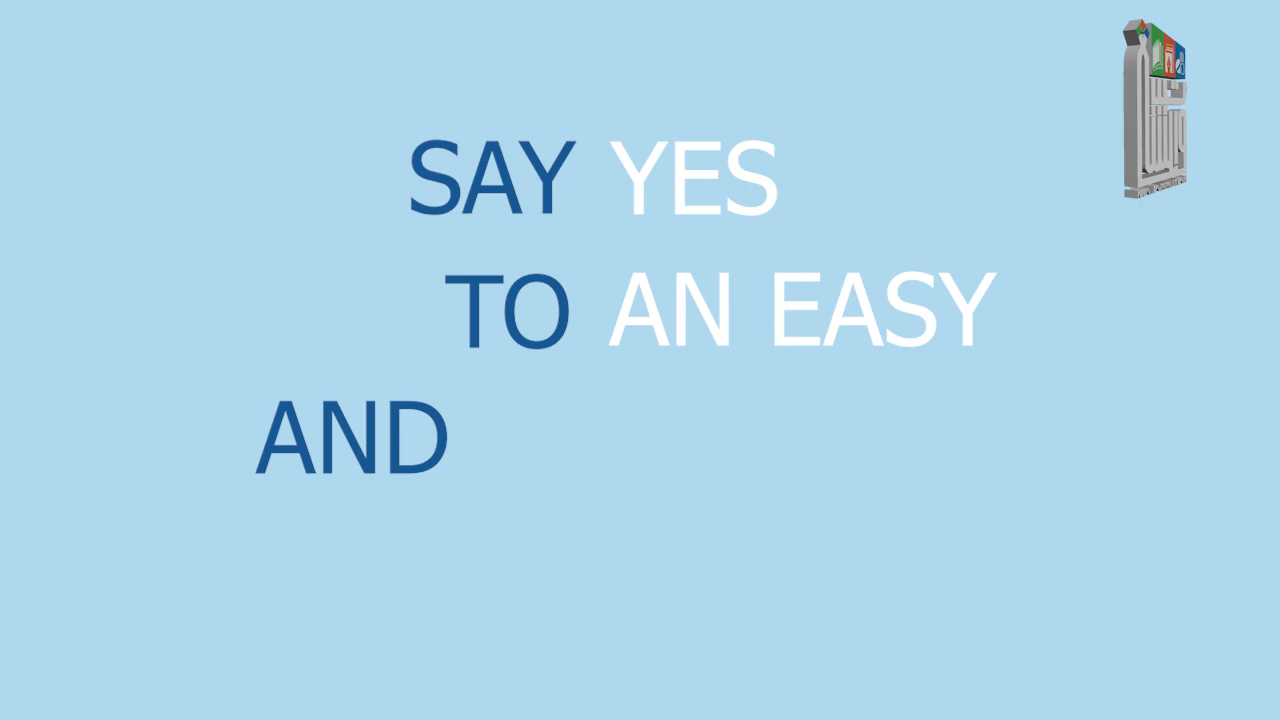 SAY YES
TO AN EASY
AND